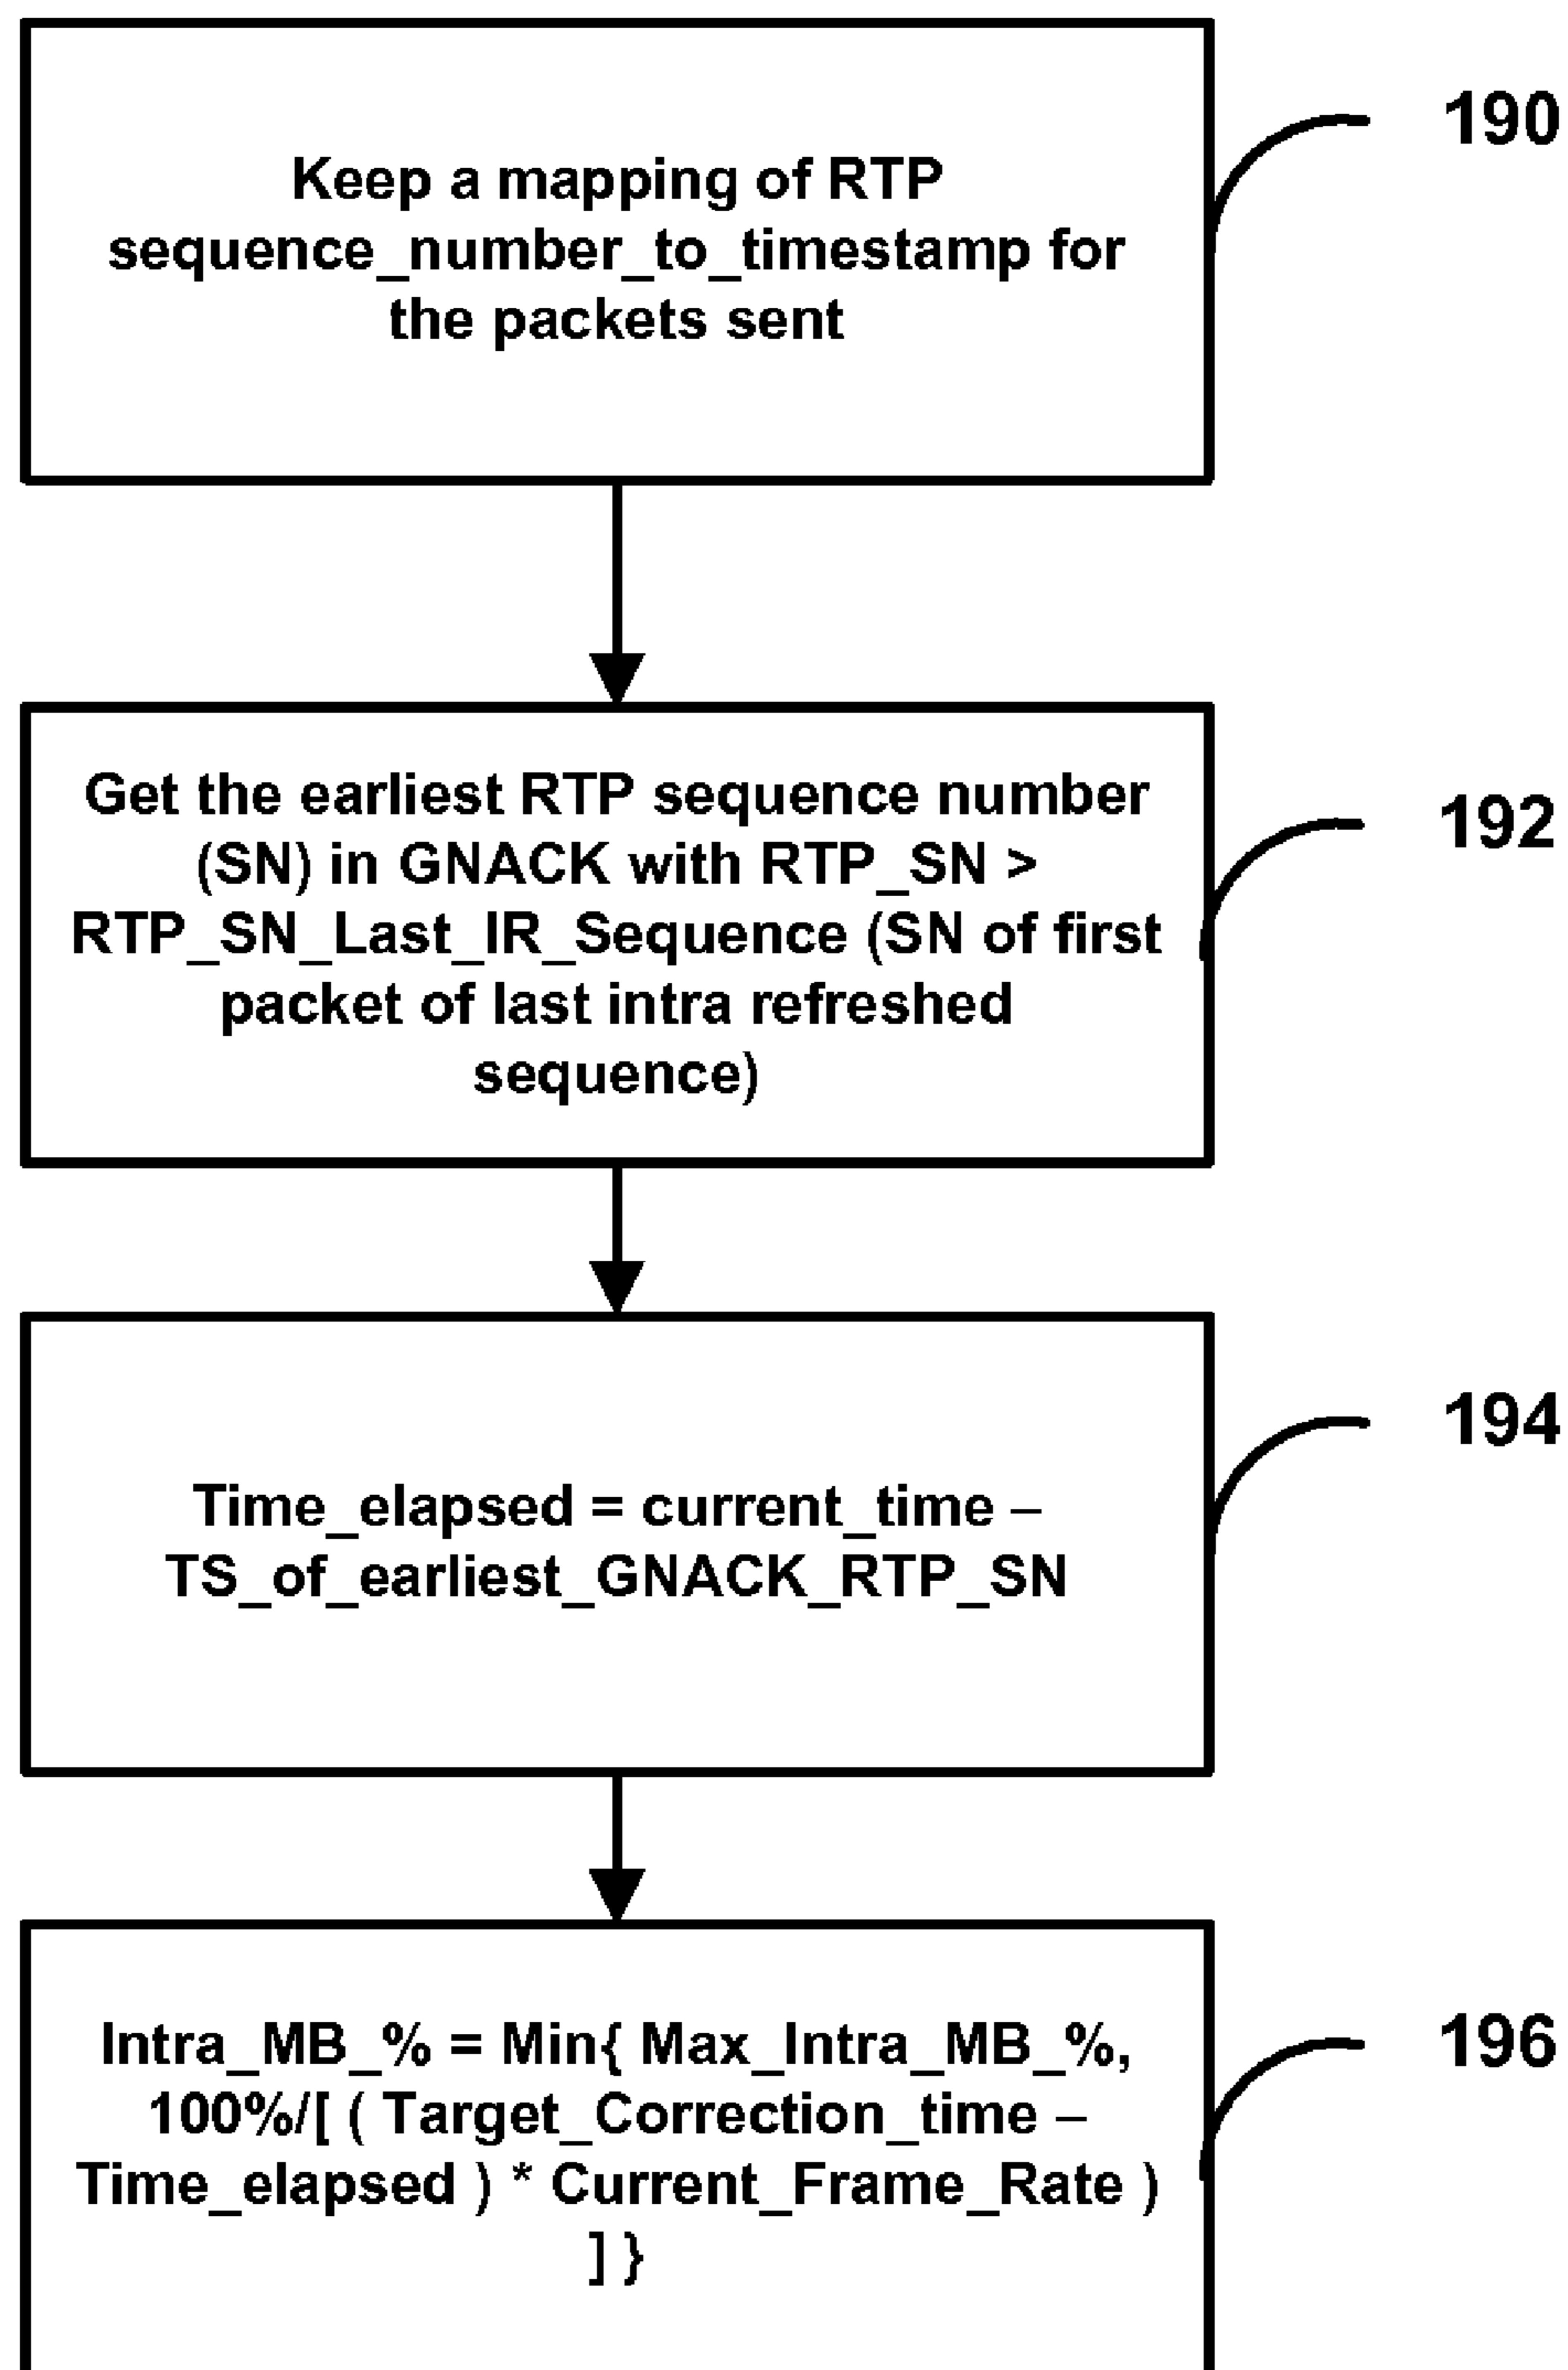 Keep a mapping of RTP
sequence_number_to_timestamp for
the packets sent
190
Get the earliest RTP sequence number
(SN) in GNACK with RTP_SN >
RTP_SN_Last_IR_Sequence (SN of first
packet of last intra refreshed
sequence)
192
Time_elapsed = current_time –
TS_of_earliest_GNACK_RTP_SN
194
Intra_MB_% = Min{ Max_Intra_MB_%,
100%/[ ( Target_Correction_time –
Time_elapsed ) * Current_Frame_Rate )
] }
196